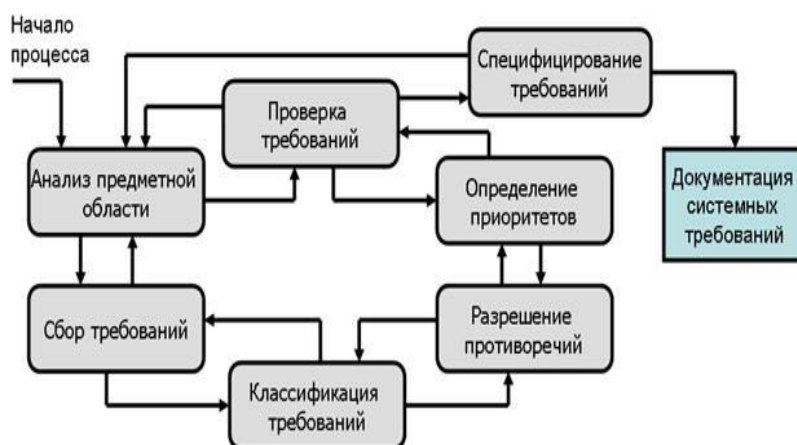 Начало
процесса
Спецификация
требований
Проверка
требований
Анализ предметной
области
Определение
приоритетов
Документация
системных
требований
Сбор требований
Разрешение
противоречий
Классификация
требований